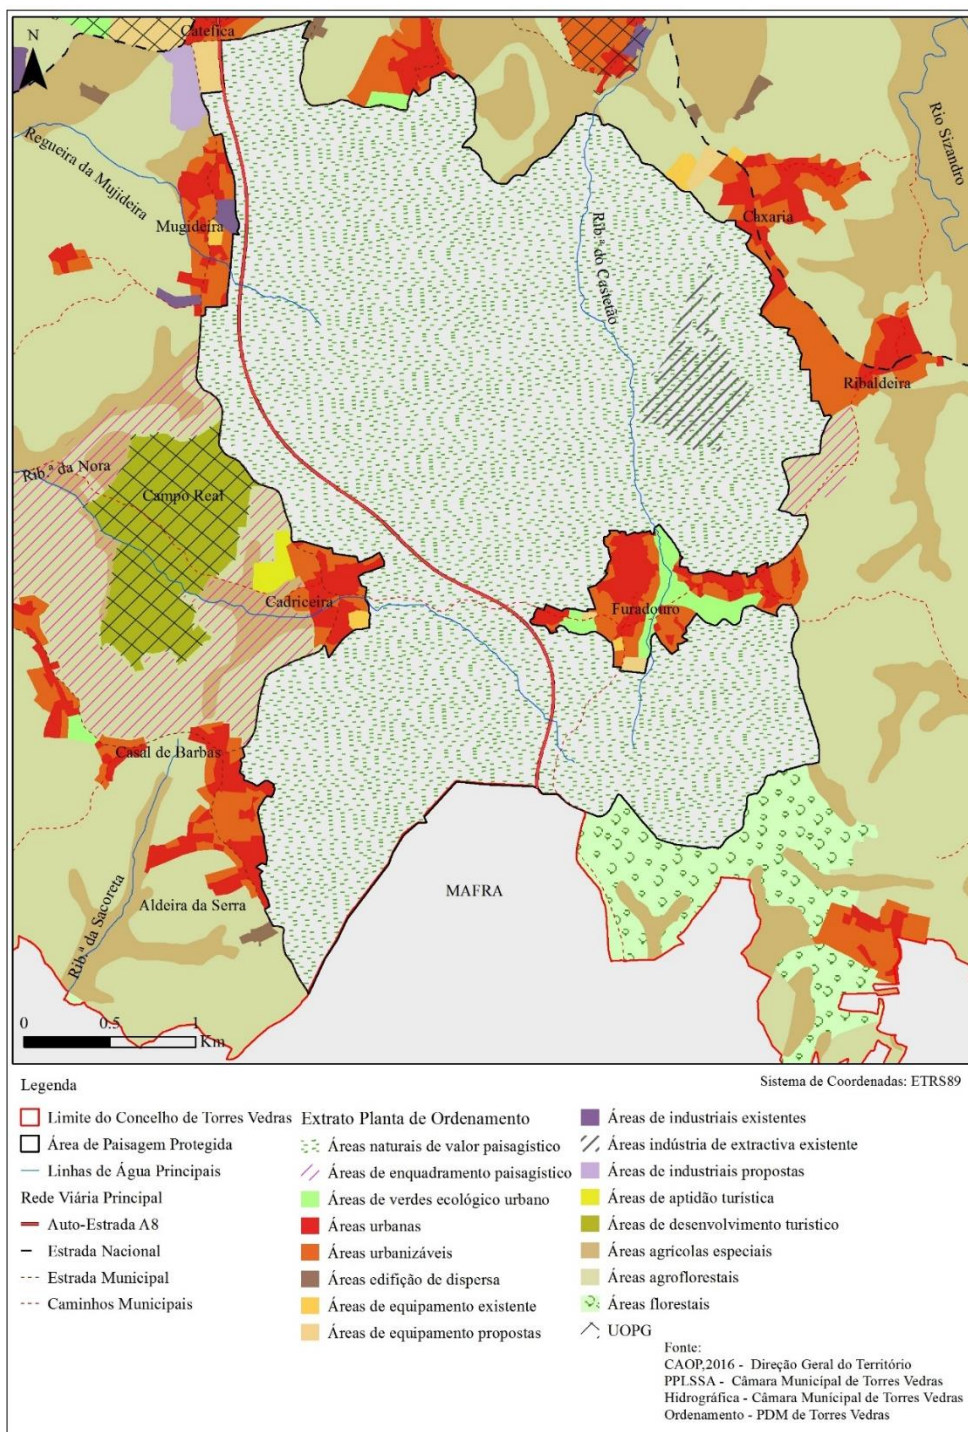 Catefica
N
Rio Sizandro
Regueira da Mujideira
Mugideira
Caxaria
Rib.ª do Castelão
Ribaldeira
Rib.ª da Nora
Campo Real
Cadriceira
Furadouro
Casal de Barbas
MAFRA
Aldeira da Serra
Rib.ª da Sacoreta
0 0.5 1
Km
Sistema de Coordenadas: ETRS89
Legenda
Limite do Concelho de Torres Vedras
Área de Paisagem Protegida
Linhas de Água Principais
Rede Viária Principal
Auto-Estrada A8
Estrada Nacional
Estrada Municipal
Caminhos Municipais
Extrato Planta de Ordenamento
Áreas naturais de valor paisagístico
Áreas de enquadramento paisagístico
Áreas de verdes ecológico urbano
Áreas urbanas
Áreas urbanizáveis
Áreas edifição de dispersa
Áreas de equipamento existente
Áreas de equipamento propostas
Áreas de industriais existentes
Áreas indústria de extractiva existente
Áreas de industriais propostas
Áreas de aptidão turística
Áreas de desenvolvimento turistico
Áreas agricolas especiais
Áreas agroflorestais
Áreas florestais
UOPG
Fonte:
CAOP,2016 - Direção Geral do Território
PPLSSA - Câmara Municipal de Torres Vedras
Hidrográfica - Câmara Municipal de Torres Vedras
Ordenamento - PDM de Torres Vedras